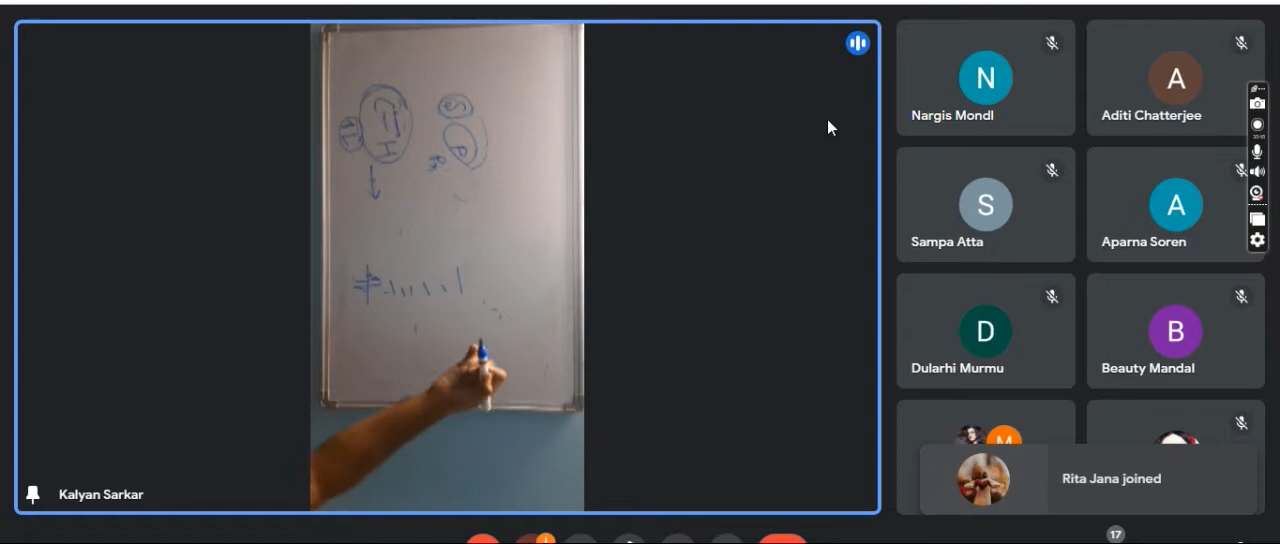 Nargis Mondl
Aditi Chatterjee
Sampa Atta
Aparna Soren
Dularhi Murmu
Beauty Mandal
Rita Jana joined
Kalyan Sarkar
N
A
S
A
D
B
M
17